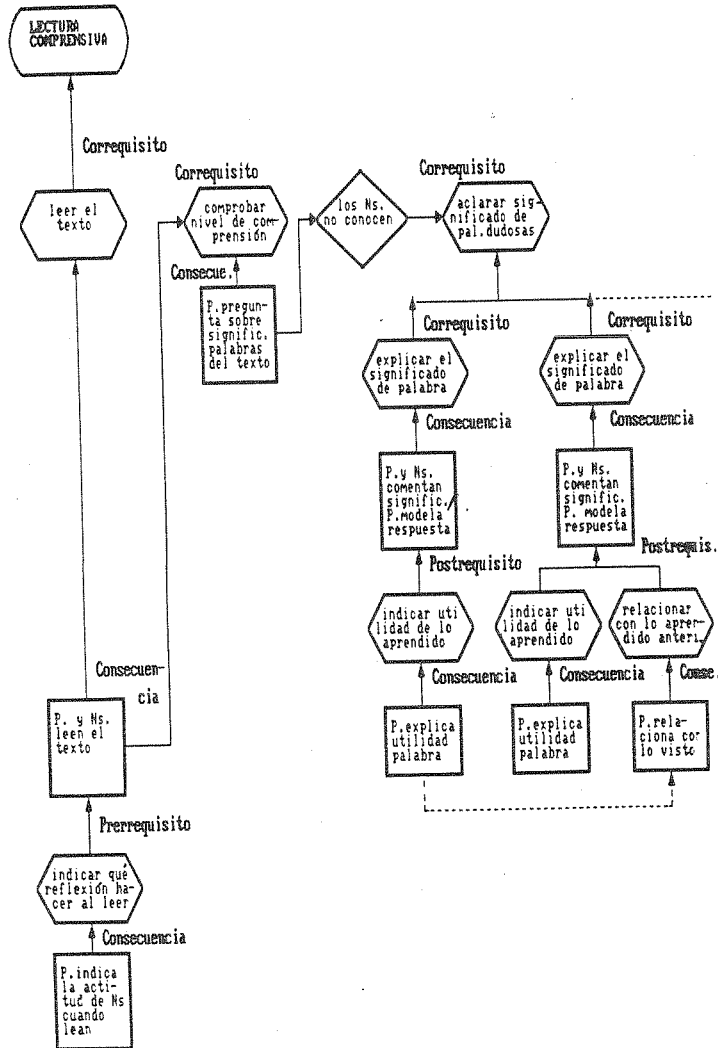 LECTURA
COMPRENSIVA
Correquisito
leer el
texto
Correquisito
comprobar
nivel de com-
prensión
Consecue.
P.pregun-
ta sobre
signific.
palabras
del texto
los Ns.
no conocen
Correquisito
aclarar sig-
nificado de
pal.dudosas
Correquisito
explicar el
significado
de palabra
Consecuencia
P.y Ns.
comentan
signific.
P.modela
respuesta
Postrequisito
indicar uti-
lidad de lo
aprendido
Consecuencia
P.explica
utilidad
palabra
Correquisito
explicar el
significado
de palabra
Consecuencia
P.y Ns.
comentan
signific.
P. modela
respuesta
Postrequis.
indicar uti-
lidad de lo
aprendido
Consecuencia
P.explica
utilidad
palabra
relacionar
con lo apren-
dido anteri.
Conse.
P.rela-
ciona con
lo visto
Consecuen-
cia
P. y Ns.
leen el
texto
Prerrequisito
indicar qué
reflexión ha-
cer al leer
Consecuencia
P.indica
la acti-
tud de Ns
cuando
lean